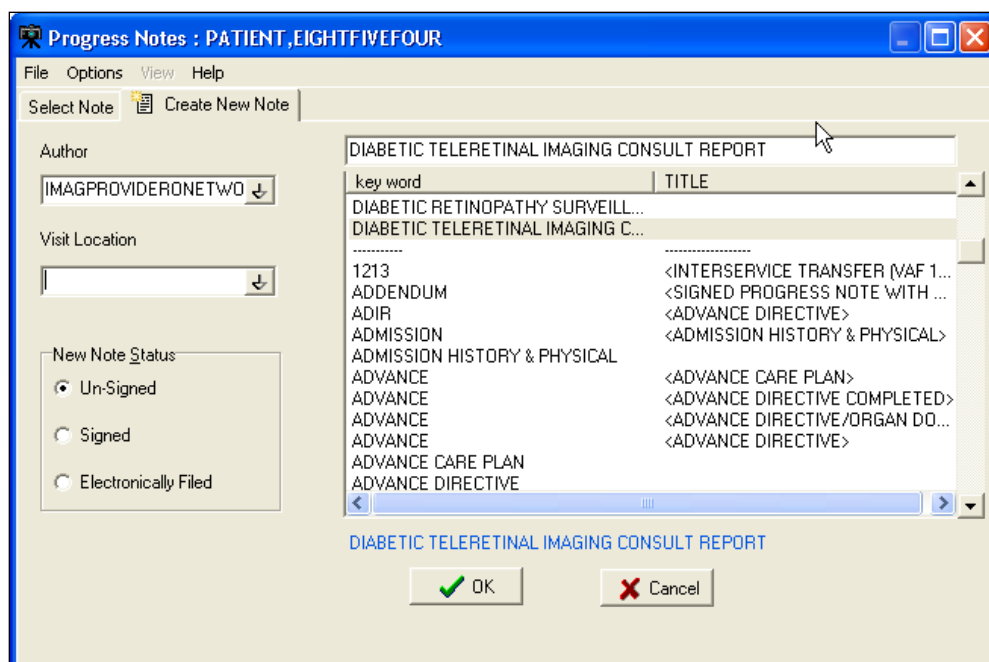 Progress Notes : PATIENT,EIGHTFIVEFOUR
File Options View Help
Select Note Create New Note
Author
IMAGPROVIDERONETWO
Visit Location
New Note Status
Un-Signed
Signed
Electronically Filed
DIABETIC TELERETINAL IMAGING CONSULT REPORT
key word TITLE
DIABETIC RETINOPATHY SURVEILL...
DIABETIC TELERETINAL IMAGING C...
----------- -------------------
1213 <INTERSERVICE TRANSFER (VAF 1...
ADDENDUM <SIGNED PROGRESS NOTE WITH ...
ADIR <ADVANCE DIRECTIVE>
ADMISSION <ADMISSION HISTORY & PHYSICAL>
ADMISSION HISTORY & PHYSICAL
ADVANCE <ADVANCE CARE PLAN>
ADVANCE <ADVANCE DIRECTIVE COMPLETED>
ADVANCE <ADVANCE DIRECTIVE/ORGAN DO...
ADVANCE <ADVANCE DIRECTIVE>
ADVANCE CARE PLAN
ADVANCE DIRECTIVE
DIABETIC TELERETINAL IMAGING CONSULT REPORT
OK Cancel